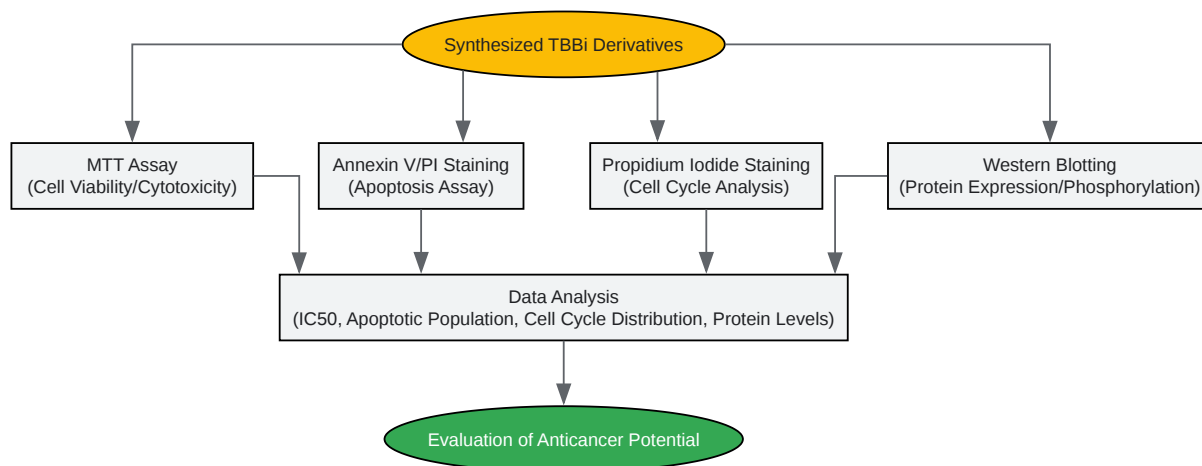 Synthesized TBBi Derivatives
MTT Assay
(Cell Viability/Cytotoxicity)
Annexin V/PI Staining
(Apoptosis Assay)
Propidium Iodide Staining
(Cell Cycle Analysis)
Western Blotting
(Protein Expression/Phosphorylation)
Data Analysis
(IC50, Apoptotic Population, Cell Cycle Distribution, Protein Levels)
Evaluation of Anticancer Potential